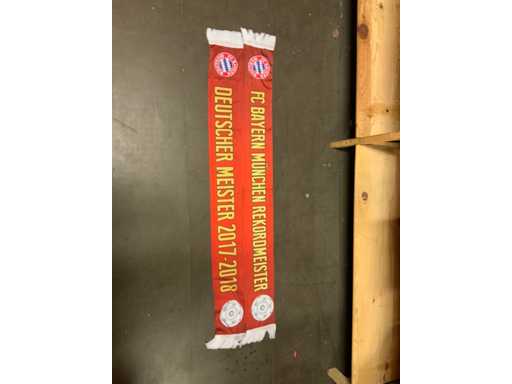 FC BAYERN MÜNCHEN REKORDMEISTER
DEUTSCHER MEISTER 2017-2018